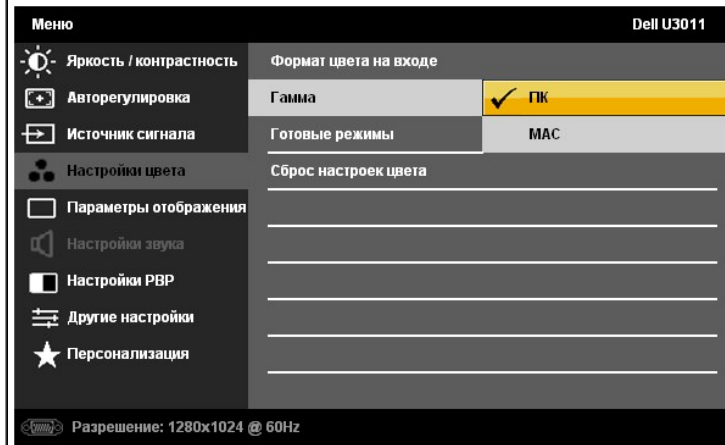 Меню Dell U3011
Яркость / контрастность Формат цвета на входе
Авторегулировка Гамма ПК
Источник сигнала Готовые режимы MAC
Настройки цвета Сброс настроек цвета
Параметры отображения
Настройки звука
Настройки PBP
Другие настройки
Персонализация
Разрешение: 1280x1024 @ 60Hz